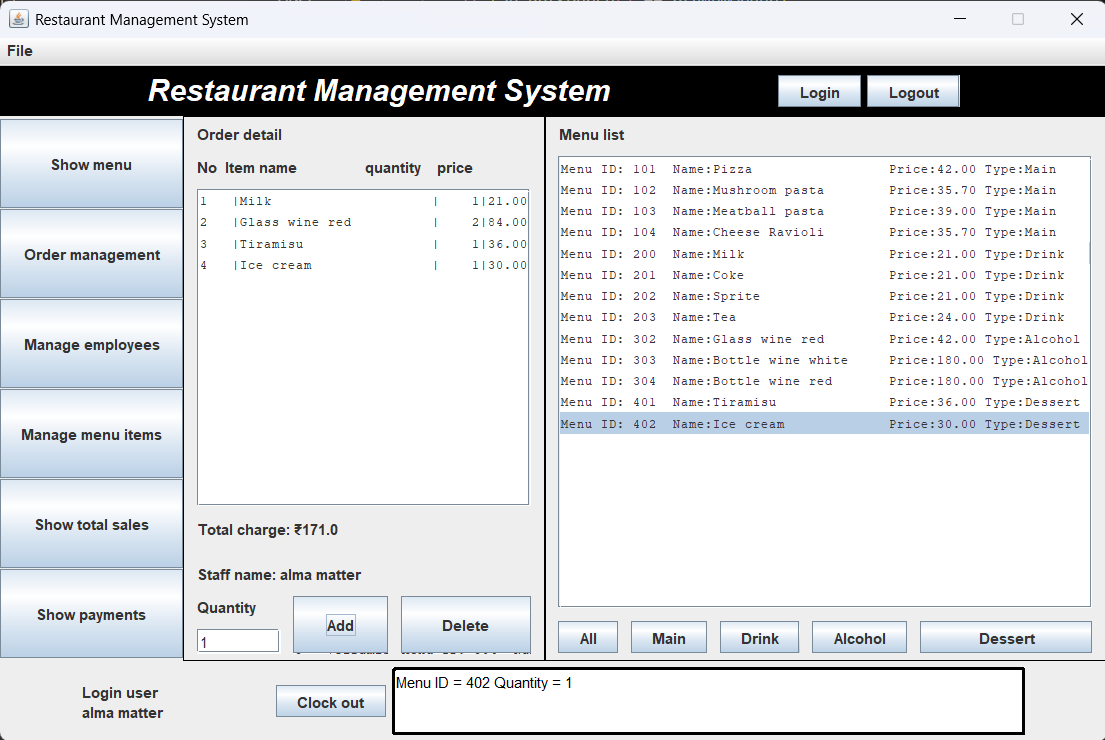 Restaurant Management System
File
Restaurant Management System
Login
Logout
Show menu
Order management
Manage employees
Manage menu items
Show total sales
Show payments
Order detail
No Item name quantity price
1 |Milk | 1|21.00
2 |Glass wine red | 2|84.00
3 |Tiramisu | 1|36.00
4 |Ice cream | 1|30.00
Total charge: ₹171.0
Staff name: alma matter
Quantity
1
Add
Delete
Menu list
Menu ID: 101 Name:Pizza Price:42.00 Type:Main
Menu ID: 102 Name:Mushroom pasta Price:35.70 Type:Main
Menu ID: 103 Name:Meatball pasta Price:39.00 Type:Main
Menu ID: 104 Name:Cheese Ravioli Price:35.70 Type:Main
Menu ID: 200 Name:Milk Price:21.00 Type:Drink
Menu ID: 201 Name:Coke Price:21.00 Type:Drink
Menu ID: 202 Name:Sprite Price:21.00 Type:Drink
Menu ID: 203 Name:Tea Price:24.00 Type:Drink
Menu ID: 302 Name:Glass wine red Price:42.00 Type:Alcohol
Menu ID: 303 Name:Bottle wine white Price:180.00 Type:Alcohol
Menu ID: 304 Name:Bottle wine red Price:180.00 Type:Alcohol
Menu ID: 401 Name:Tiramisu Price:36.00 Type:Dessert
Menu ID: 402 Name:Ice cream Price:30.00 Type:Dessert
All
Main
Drink
Alcohol
Dessert
Login user
alma matter
Clock out
Menu ID = 402 Quantity = 1